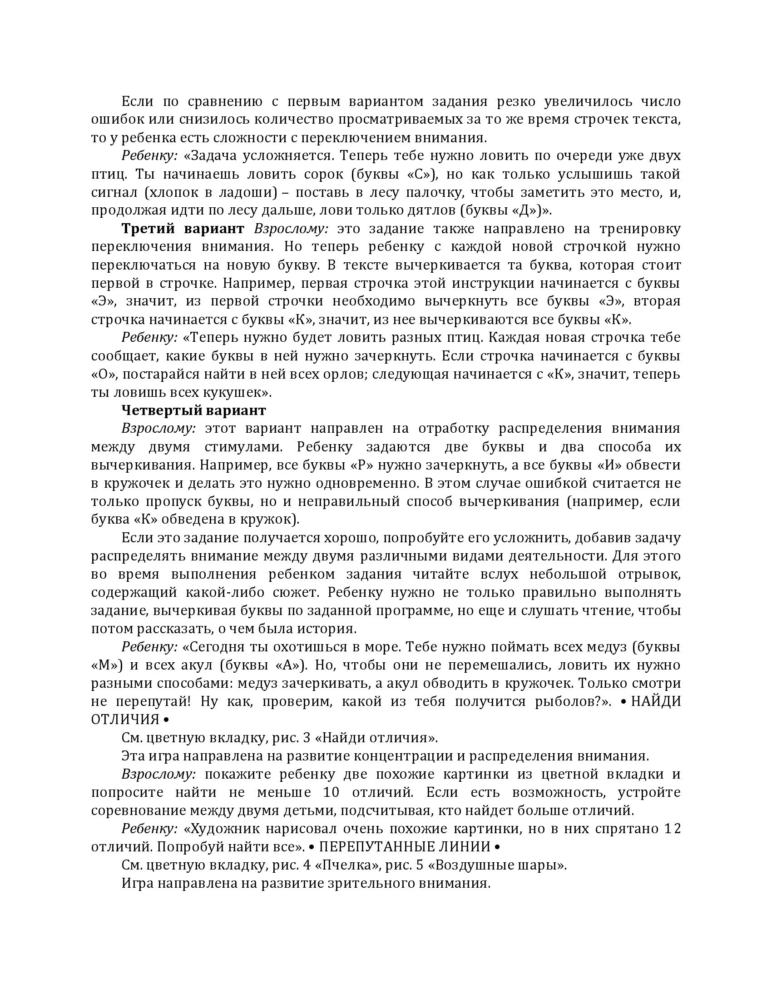 Если по сравнению с первым вариантом задания резко увеличилось число
ошибок или снизилось количество просматриваемых за то же время строчек текста,
то у ребенка есть сложности с переключением внимания.
Ребенку: «Задача усложняется. Теперь тебе нужно ловить по очереди уже двух
птиц. Ты начинаешь ловить сорок (буквы «С»), но как только услышишь такой
сигнал (хлопок в ладоши) – поставь в лесу палочку, чтобы заметить это место, и,
продолжая идти по лесу дальше, лови только дятлов (буквы «Д»)».
Третий вариант Взрослому: это задание также направлено на тренировку
переключения внимания. Но теперь ребенку с каждой новой строчкой нужно
переключаться на новую букву. В тексте вычеркивается та буква, которая стоит
первой в строчке. Например, первая строчка этой инструкции начинается с буквы
«Э», значит, из первой строчки необходимо вычеркнуть все буквы «Э», вторая
строчка начинается с буквы «К», значит, из нее вычеркиваются все буквы «К».
Ребенку: «Теперь нужно будет ловить разных птиц. Каждая новая строчка тебе
сообщает, какие буквы в ней нужно зачеркнуть. Если строчка начинается с буквы
«О», постарайся найти в ней всех орлов; следующая начинается с «К», значит, теперь
ты ловишь всех кукушек».
Четвертый вариант
Взрослому: этот вариант направлен на отработку распределения внимания
между двумя стимулами. Ребенку задаются две буквы и два способа их
вычеркивания. Например, все буквы «Р» нужно зачеркнуть, а все буквы «И» обвести
в кружочек и делать это нужно одновременно. В этом случае ошибкой считается не
только пропуск буквы, но и неправильный способ вычеркивания (например, если
буква «К» обведена в кружок).
Если это задание получается хорошо, попробуйте его усложнить, добавив задачу
распределять внимание между двумя различными видами деятельности. Для этого
во время выполнения ребенком задания читайте вслух небольшой отрывок,
содержащий какой-либо сюжет. Ребенку нужно не только правильно выполнять
задание, вычеркивая буквы по заданной программе, но еще и слушать чтение, чтобы
потом рассказать, о чем была история.
Ребенку: «Сегодня ты охотишься в море. Тебе нужно поймать всех медуз (буквы
«М») и всех акул (буквы «А»). Но, чтобы они не перемешались, ловить их нужно
разными способами: медуз зачеркивать, а акул обводить в кружочек. Только смотри
не перепутай! Ну как, проверим, какой из тебя получится рыболов?». • НАЙДИ
ОТЛИЧИЯ •
См. цветную вкладку, рис. 3 «Найди отличия».
Эта игра направлена на развитие концентрации и распределения внимания.
Взрослому: покажите ребенку две похожие картинки из цветной вкладки и
попросите найти не меньше 10 отличий. Если есть возможность, устройте
соревнование между двумя детьми, подсчитывая, кто найдет больше отличий.
Ребенку: «Художник нарисовал очень похожие картинки, но в них спрятано 12
отличий. Попробуй найти все». • ПЕРЕПУТАННЫЕ ЛИНИИ •
См. цветную вкладку, рис. 4 «Пчелка», рис. 5 «Воздушные шары».
Игра направлена на развитие зрительного внимания.